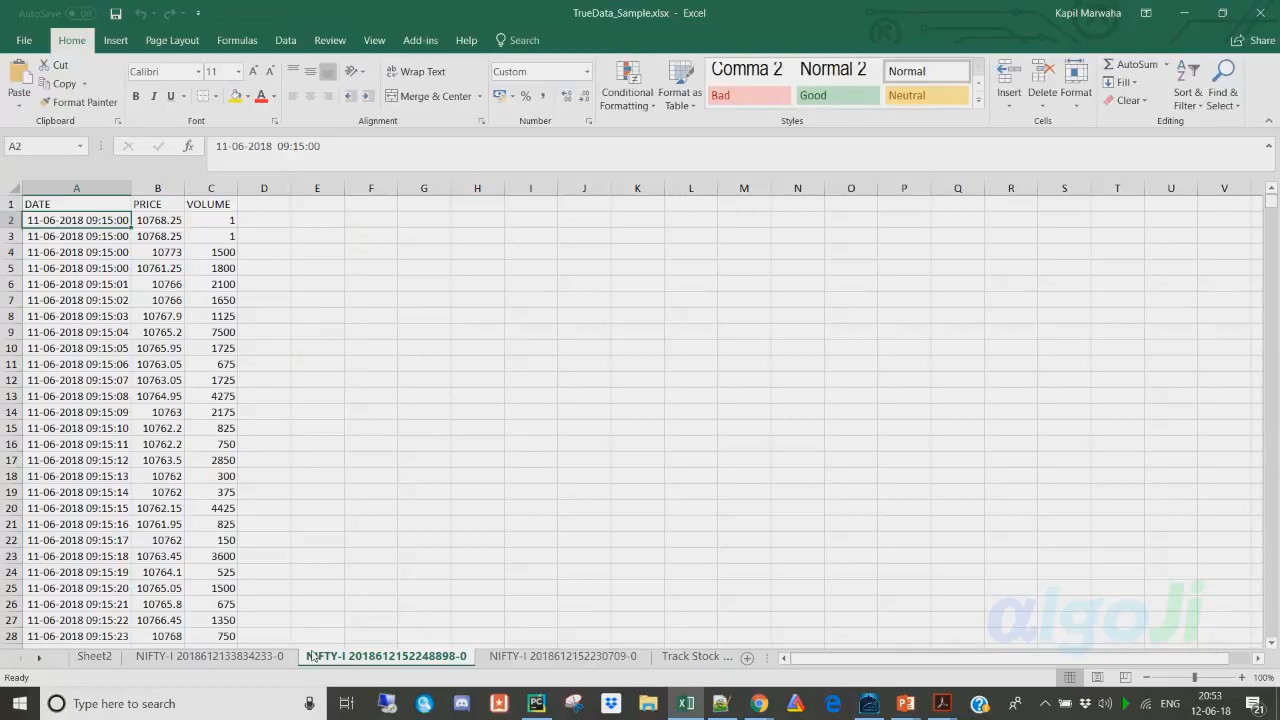 AutoSave Off TrueData_Sample.xlsx - Excel Kapil Marwaha
File Home Insert Page Layout Formulas Data Review View Add-ins Help Search Share
Paste Cut Copy Format Painter
Calibri 11
B I U A
Wrap Text
Merge & Center
Custom
%
Conditional Formatting
Format as Table
Comma 2 Normal 2 Normal
Bad Good Neutral
Insert Delete Format
AutoSum
Fill
Clear
Sort & Filter
Find & Select
Clipboard Font Alignment Number Styles Cells Editing
A2 fx 11-06-2018 09:15:00
A B C D E F G H I J K L M N O P Q R S T U V
1 DATE PRICE VOLUME
2 11-06-2018 09:15:00 10768.25 1
3 11-06-2018 09:15:00 10768.25 1
4 11-06-2018 09:15:00 10773 1500
5 11-06-2018 09:15:00 10761.25 1800
6 11-06-2018 09:15:01 10766 2100
7 11-06-2018 09:15:02 10766 1650
8 11-06-2018 09:15:03 10767.9 1125
9 11-06-2018 09:15:04 10765.2 7500
10 11-06-2018 09:15:05 10765.95 1725
11 11-06-2018 09:15:06 10763.05 675
12 11-06-2018 09:15:07 10763.05 1725
13 11-06-2018 09:15:08 10764.95 4275
14 11-06-2018 09:15:09 10763 2175
15 11-06-2018 09:15:10 10762.2 825
16 11-06-2018 09:15:11 10762.2 750
17 11-06-2018 09:15:12 10763.5 2850
18 11-06-2018 09:15:13 10762 300
19 11-06-2018 09:15:14 10762 375
20 11-06-2018 09:15:15 10762.15 4425
21 11-06-2018 09:15:16 10761.95 825
22 11-06-2018 09:15:17 10762 150
23 11-06-2018 09:15:18 10763.45 3600
24 11-06-2018 09:15:19 10764.1 525
25 11-06-2018 09:15:20 10765.05 1500
26 11-06-2018 09:15:21 10765.8 675
27 11-06-2018 09:15:22 10766.45 1350
28 11-06-2018 09:15:23 10768 750
αlgoJi
Sheet2 NIFTY-I 2018612133834233-0 NIFTY-I 2018612152248898-0 NIFTY-I 2018612152230709-0 Track Stock ...
Ready 100%
Type here to search ENG 20:53
12-06-18 21